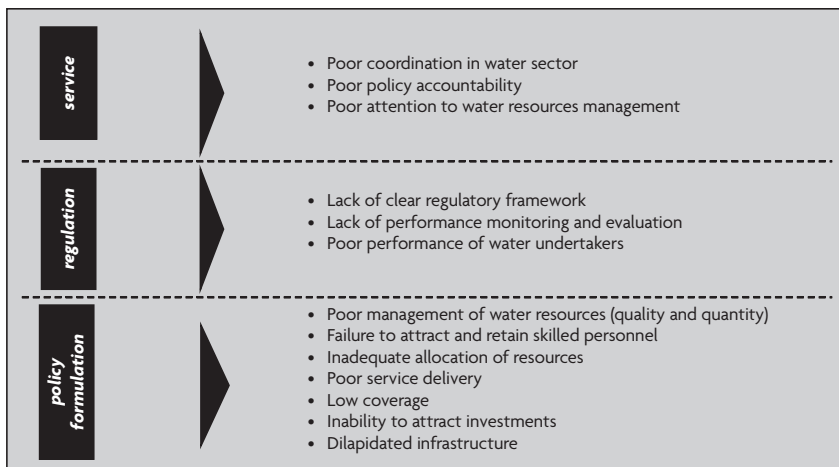 service
• Poor coordination in water sector
• Poor policy accountability
• Poor attention to water resources management
regulation
• Lack of clear regulatory framework
• Lack of performance monitoring and evaluation
• Poor performance of water undertakers
policy
formulation
• Poor management of water resources (quality and quantity)
• Failure to attract and retain skilled personnel
• Inadequate allocation of resources
• Poor service delivery
• Low coverage
• Inability to attract investments
• Dilapidated infrastructure